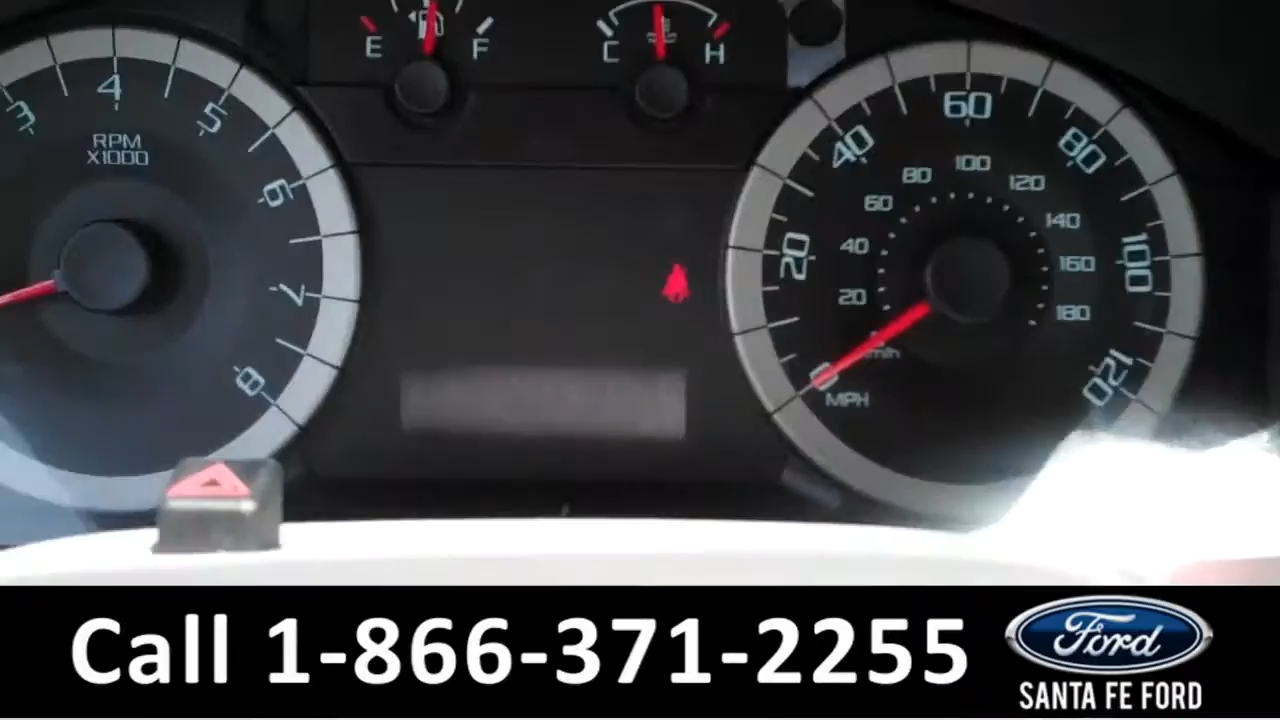 E F
C H
3 4 5 6 7 8
RPM
X1000
20 40 60 80 100 120
20 40 60 80 100 120 140 160 180
km/h
MPH
Call 1-866-371-2255
Ford
SANTA FE FORD